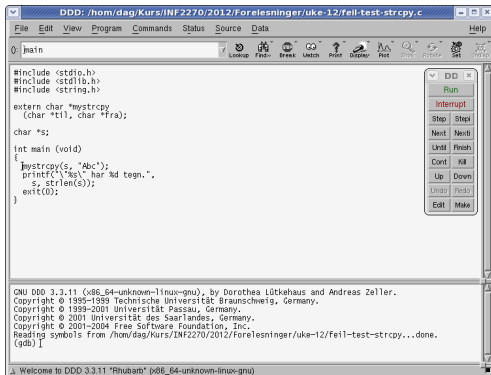 DDD: /hom/dag/Kurs/INF2270/2012/Forelesninger/uke-12/feil-test-strcpy.c
File Edit View Program Commands Status Source Data Help
(): main
Lookup Find» Break Watch Print Display Plot Rotate Set
#include <stdio.h>
#include <stdlib.h>
#include <string.h>
extern char *mystrcpy
(char *til, char *fra);
char *s;
int main (void)
{
mystrcpy(s, "Abc");
printf("\"%s\" har %d tegn.",
s, strlen(s));
exit(0);
}
DDD
Run
Interrupt
Step Stepi
Next Nexti
Until Finish
Cont Kill
Up Down
Undo Redo
Edit Make
GNU DDD 3.3.11 (x86_64-unknown-linux-gnu), by Dorothea Lütkehaus and Andreas Zeller.
Copyright © 1995-1999 Technische Universität Braunschweig, Germany.
Copyright © 1999-2001 Universität Passau, Germany.
Copyright © 2001 Universität des Saarlandes, Germany.
Copyright © 2001-2004 Free Software Foundation, Inc.
Reading symbols from /hom/dag/Kurs/INF2270/2012/Forelesninger/uke-12/feil-test-strcpy...done.
(gdb)
Welcome to DDD 3.3.11 "Rhubarb" (x86_64-unknown-linux-gnu)